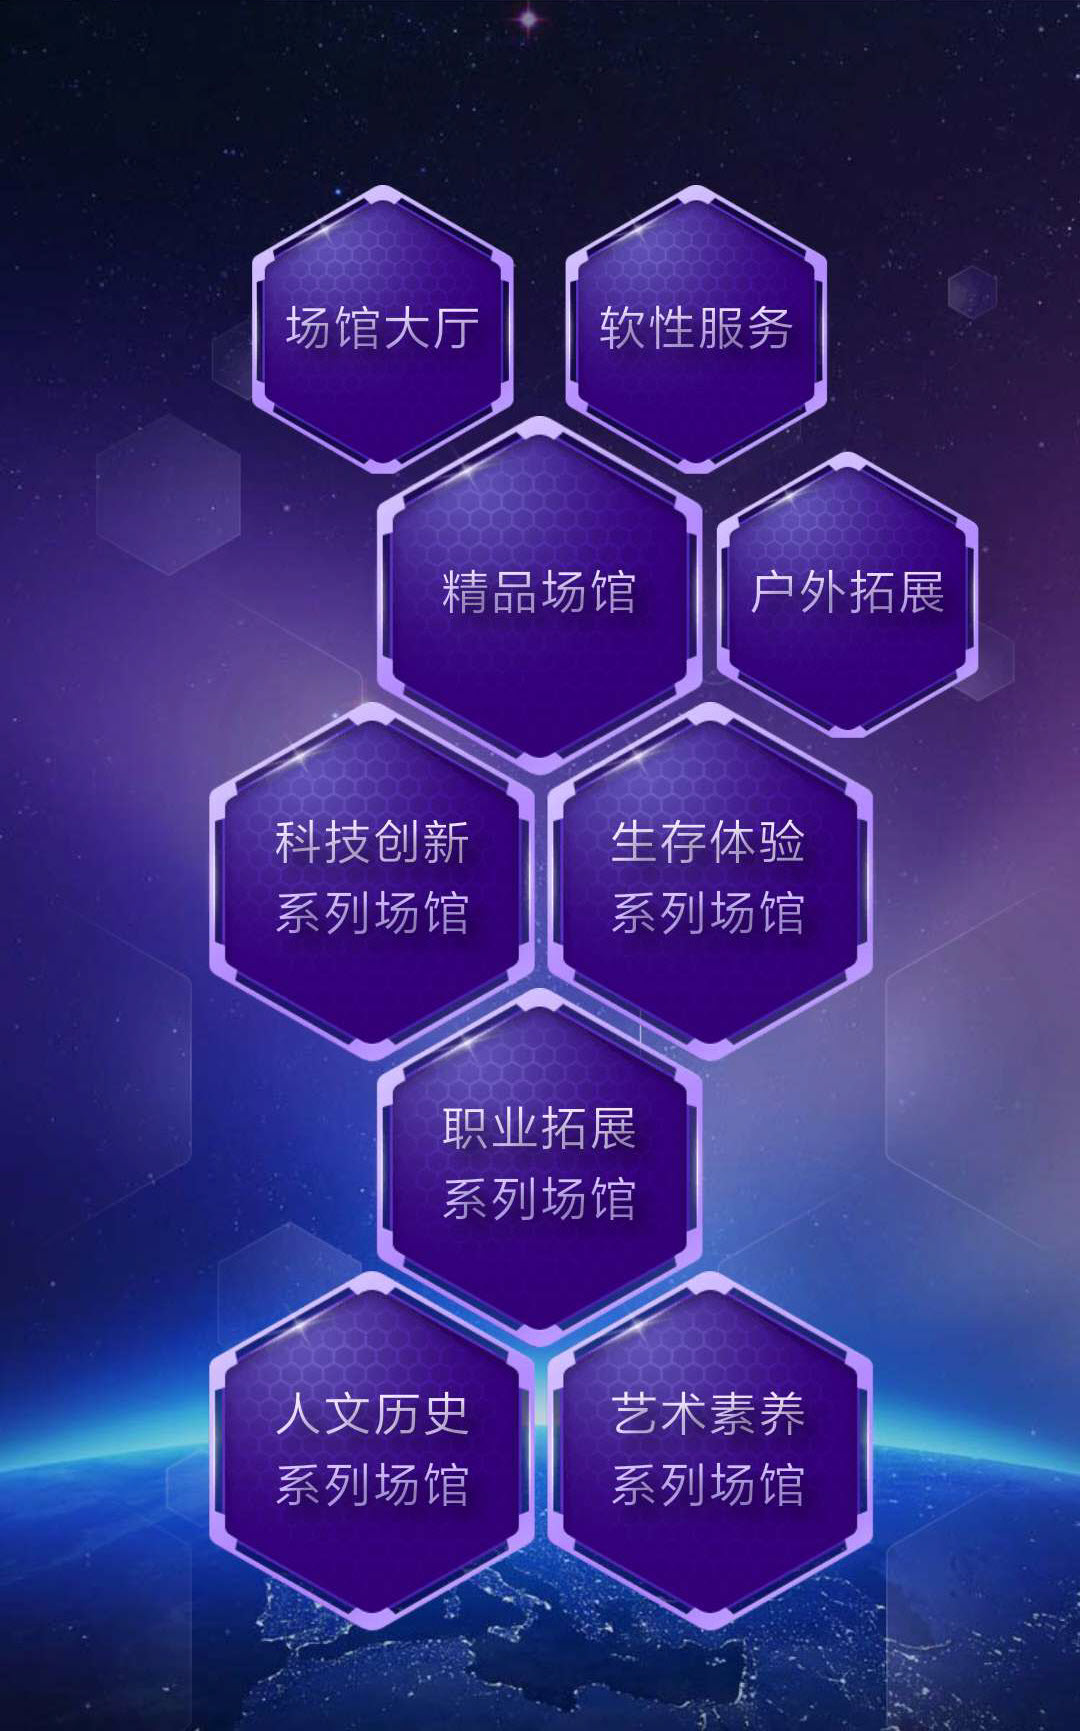 场馆大厅
软性服务
精品场馆
户外拓展
科技创新
系列场馆
生存体验
系列场馆
职业拓展
系列场馆
人文历史
系列场馆
艺术素养
系列场馆